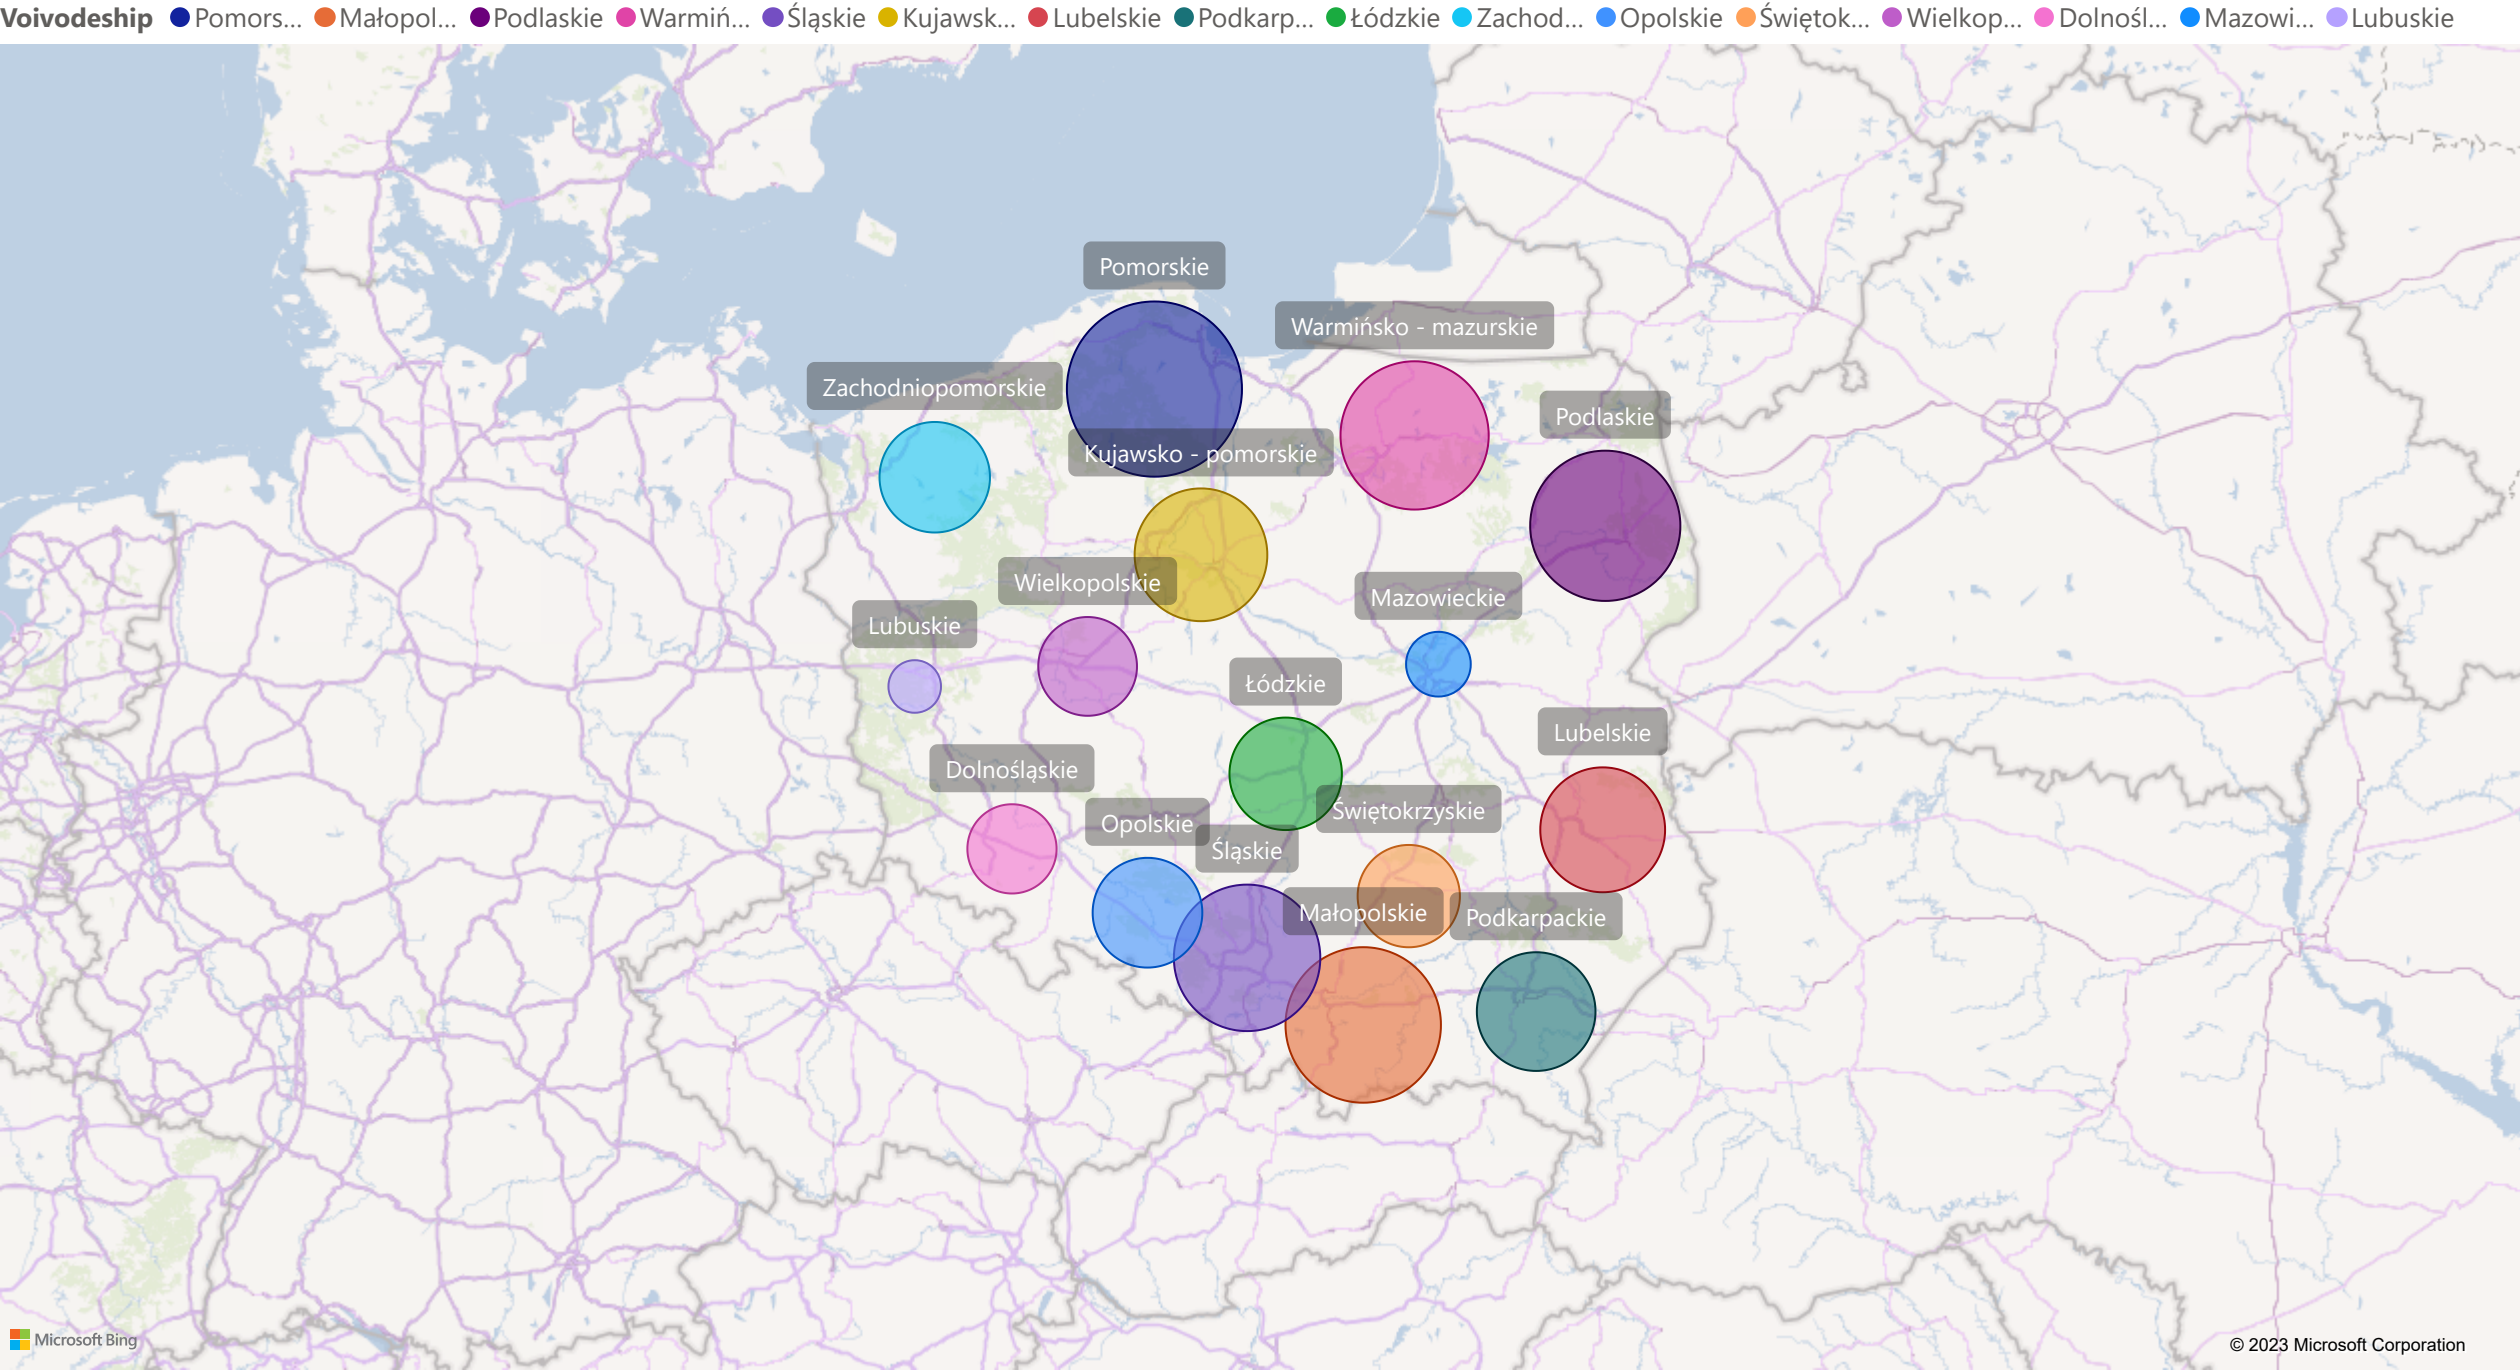 Voivodeship Pomors... Małopol... Podlaskie Warmiń... Śląskie Kujawsk... Lubelskie Podkarp... Łódzkie Zachod... Opolskie Świętok... Wielkop... Dolnośl... Mazowi... Lubuskie
Pomorskie
Warmińsko - mazurskie
Zachodniopomorskie
Podlaskie
Kujawsko - pomorskie
Wielkopolskie
Mazowieckie
Lubuskie
Łódzkie
Lubelskie
Dolnośląskie
Świętokrzyskie
Opolskie
Śląskie
Małopolskie
Podkarpackie
Microsoft Bing
© 2023 Microsoft Corporation